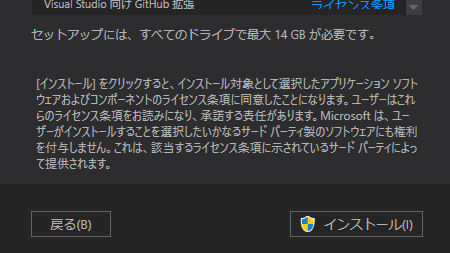 Visual Studio 向け GitHub 拡張 ライセンス条項
セットアップには、すべてのドライブで最大 14 GB が必要です。
[インストール] をクリックすると、インストール対象として選択したアプリケーション ソフト
ウェアおよびコンポーネントのライセンス条項に同意したことになります。ユーザーはこれ
らのライセンス条項をお読みになり、承諾する責任があります。Microsoft は、ユー
ザーがインストールすることを選択したいかなるサード パーティ製のソフトウェアにも権利
を付与しません。これは、該当するライセンス条項に示されているサード パーティによっ
て提供されます。
戻る(B) インストール(I)